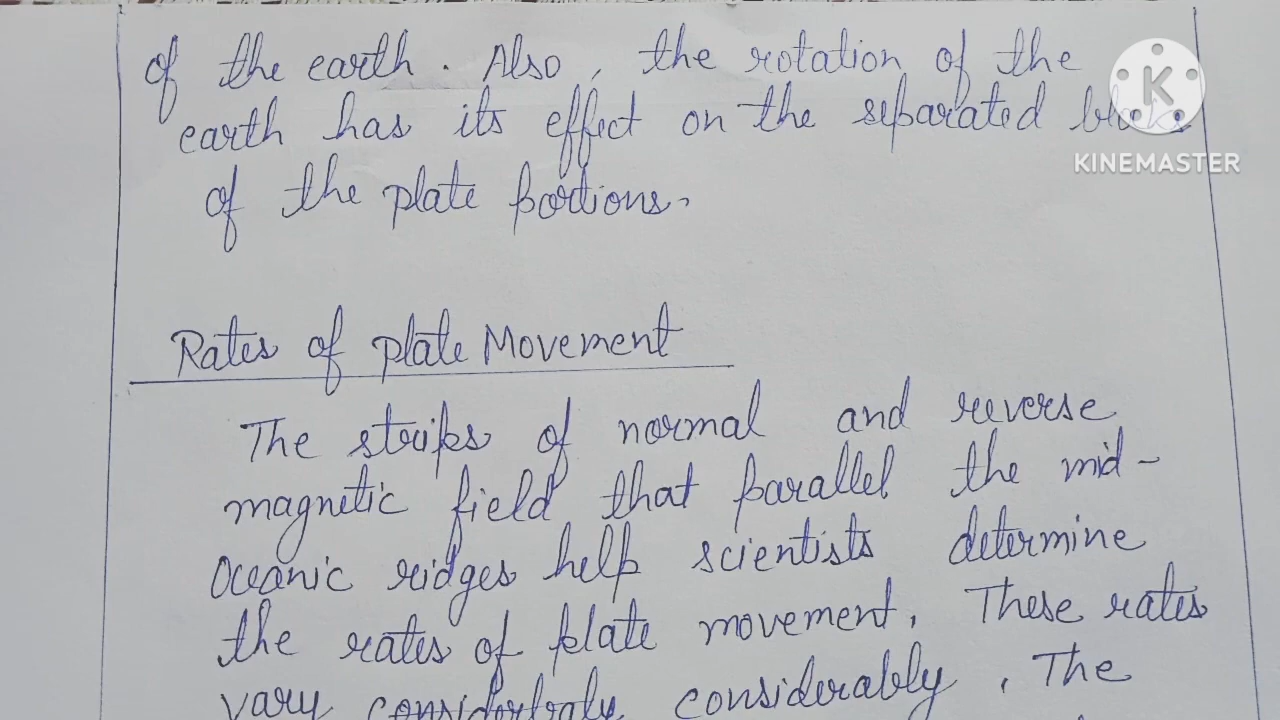 of the earth. Also, the rotation of the
earth has its effect on the separated blocks
of the plate portions.
Rates of plate Movement
The strips of normal and reverse
magnetic field that parallel the mid-
Oceanic ridges help scientists determine
the rates of plate movement. These rates
vary considerably. The
K
KINEMASTER